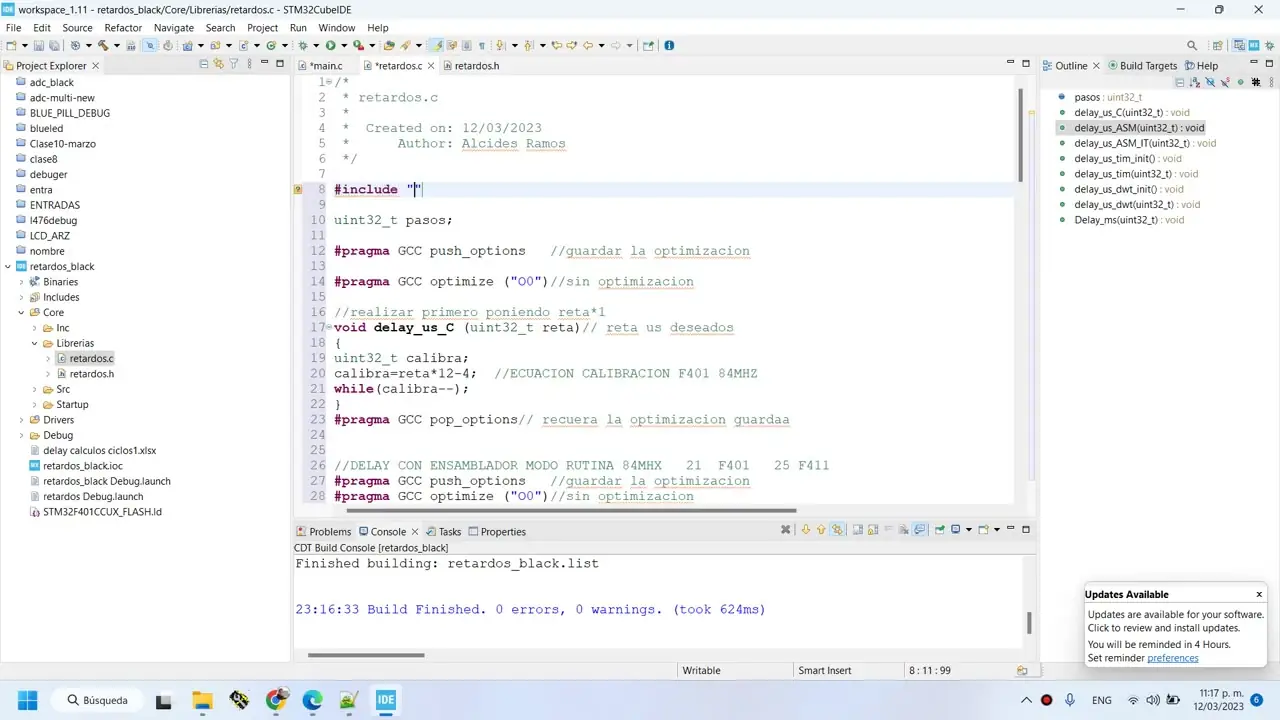 workspace_1.11 - retardos_black/Core/Librerias/retardos.c - STM32CubeIDE
File Edit Source Refactor Navigate Search Project Run Window Help
Project Explorer
adc_black
adc-multi-new
BLUE_PILL_DEBUG
blueled
Clase10-marzo
clase8
debuger
entra
ENTRADAS
l476debug
LCD_ARZ
nombre
retardos_black
Binaries
Includes
Core
Inc
Librerias
retardos.c
retardos.h
Src
Startup
Drivers
Debug
delay calculos ciclos1.xlsx
retardos_black.ioc
retardos_black Debug.launch
retardos Debug.launch
STM32F401CCUX_FLASH.ld
*main.c *retardos.c retardos.h
1 /*
2 * retardos.c
3 *
4 * Created on: 12/03/2023
5 * Author: Alcides Ramos
6 */
7
8 #include ""
9
10 uint32_t pasos;
11
12 #pragma GCC push_options //guardar la optimizacion
13
14 #pragma GCC optimize ("O0")//sin optimizacion
15
16 //realizar primero poniendo reta*1
17 void delay_us_C (uint32_t reta)// reta us deseados
18 {
19 uint32_t calibra;
20 calibra=reta*12-4; //ECUACION CALIBRACION F401 84MHZ
21 while(calibra--);
22 }
23 #pragma GCC pop_options// recuera la optimizacion guardaa
24
25
26 //DELAY CON ENSAMBLADOR MODO RUTINA 84MHX 21 F401 25 F411
27 #pragma GCC push_options //guardar la optimizacion
28 #pragma GCC optimize ("O0")//sin optimizacion
Outline Build Targets Help
pasos : uint32_t
delay_us_C(uint32_t) : void
delay_us_ASM(uint32_t) : void
delay_us_ASM_IT(uint32_t) : void
delay_us_tim_init() : void
delay_us_tim(uint32_t) : void
delay_us_dwt_init() : void
delay_us_dwt(uint32_t) : void
Delay_ms(uint32_t) : void
Problems Console Tasks Properties
CDT Build Console [retardos_black]
Finished building: retardos_black.list
23:16:33 Build Finished. 0 errors, 0 warnings. (took 624ms)
Updates Available
Updates are available for your software.
Click to review and install updates.
You will be reminded in 4 Hours.
Set reminder preferences
Writable Smart Insert 8 : 11 : 99
Búsqueda
IDE
ENG
11:17 p. m.
12/03/2023
6